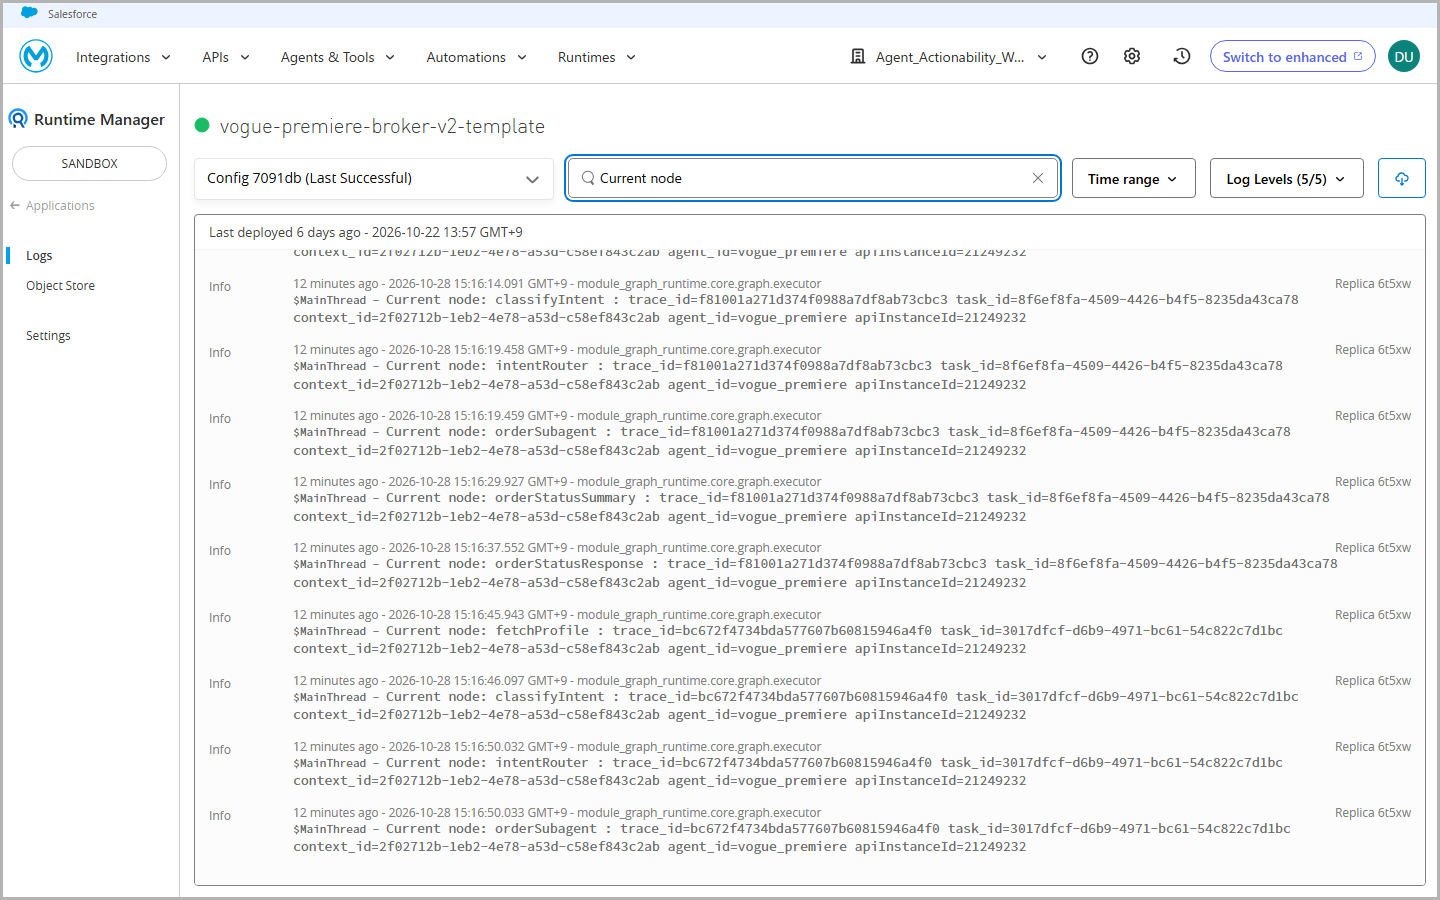 Salesforce
Integrations
APIs
Agents & Tools
Automations
Runtimes
Agent_Actionability_W...
Switch to enhanced
DU
Runtime Manager
SANDBOX
Applications
Logs
Object Store
Settings
vogue-premiere-broker-v2-template
Config 7091db (Last Successful)
Current node
Time range
Log Levels (5/5)
Last deployed 6 days ago - 2026-10-22 13:57 GMT+9
context_id=2f02712b-1eb2-4e78-a53d-c58ef843c2ab agent_id=vogue_premiere apiInstanceId=21249232
Info
12 minutes ago - 2026-10-28 15:16:14.091 GMT+9 - module_graph_runtime.core.graph.executor
Replica 6t5xw
$MainThread – Current node: classifyIntent : trace_id=f81001a271d374f0988a7df8ab73cbc3 task_id=8f6ef8fa-4509-4426-b4f5-8235da43ca78
context_id=2f02712b-1eb2-4e78-a53d-c58ef843c2ab agent_id=vogue_premiere apiInstanceId=21249232
Info
12 minutes ago - 2026-10-28 15:16:19.458 GMT+9 - module_graph_runtime.core.graph.executor
Replica 6t5xw
$MainThread – Current node: intentRouter : trace_id=f81001a271d374f0988a7df8ab73cbc3 task_id=8f6ef8fa-4509-4426-b4f5-8235da43ca78
context_id=2f02712b-1eb2-4e78-a53d-c58ef843c2ab agent_id=vogue_premiere apiInstanceId=21249232
Info
12 minutes ago - 2026-10-28 15:16:19.459 GMT+9 - module_graph_runtime.core.graph.executor
Replica 6t5xw
$MainThread – Current node: orderSubagent : trace_id=f81001a271d374f0988a7df8ab73cbc3 task_id=8f6ef8fa-4509-4426-b4f5-8235da43ca78
context_id=2f02712b-1eb2-4e78-a53d-c58ef843c2ab agent_id=vogue_premiere apiInstanceId=21249232
Info
12 minutes ago - 2026-10-28 15:16:29.927 GMT+9 - module_graph_runtime.core.graph.executor
Replica 6t5xw
$MainThread – Current node: orderStatusSummary : trace_id=f81001a271d374f0988a7df8ab73cbc3 task_id=8f6ef8fa-4509-4426-b4f5-8235da43ca78
context_id=2f02712b-1eb2-4e78-a53d-c58ef843c2ab agent_id=vogue_premiere apiInstanceId=21249232
Info
12 minutes ago - 2026-10-28 15:16:37.552 GMT+9 - module_graph_runtime.core.graph.executor
Replica 6t5xw
$MainThread – Current node: orderStatusResponse : trace_id=f81001a271d374f0988a7df8ab73cbc3 task_id=8f6ef8fa-4509-4426-b4f5-8235da43ca78
context_id=2f02712b-1eb2-4e78-a53d-c58ef843c2ab agent_id=vogue_premiere apiInstanceId=21249232
Info
12 minutes ago - 2026-10-28 15:16:45.943 GMT+9 - module_graph_runtime.core.graph.executor
Replica 6t5xw
$MainThread – Current node: fetchProfile : trace_id=bc672f4734bda577607b60815946a4f0 task_id=3017dfcf-d6b9-4971-bc61-54c822c7d1bc
context_id=2f02712b-1eb2-4e78-a53d-c58ef843c2ab agent_id=vogue_premiere apiInstanceId=21249232
Info
12 minutes ago - 2026-10-28 15:16:46.097 GMT+9 - module_graph_runtime.core.graph.executor
Replica 6t5xw
$MainThread – Current node: classifyIntent : trace_id=bc672f4734bda577607b60815946a4f0 task_id=3017dfcf-d6b9-4971-bc61-54c822c7d1bc
context_id=2f02712b-1eb2-4e78-a53d-c58ef843c2ab agent_id=vogue_premiere apiInstanceId=21249232
Info
12 minutes ago - 2026-10-28 15:16:50.032 GMT+9 - module_graph_runtime.core.graph.executor
Replica 6t5xw
$MainThread – Current node: intentRouter : trace_id=bc672f4734bda577607b60815946a4f0 task_id=3017dfcf-d6b9-4971-bc61-54c822c7d1bc
context_id=2f02712b-1eb2-4e78-a53d-c58ef843c2ab agent_id=vogue_premiere apiInstanceId=21249232
Info
12 minutes ago - 2026-10-28 15:16:50.033 GMT+9 - module_graph_runtime.core.graph.executor
Replica 6t5xw
$MainThread – Current node: orderSubagent : trace_id=bc672f4734bda577607b60815946a4f0 task_id=3017dfcf-d6b9-4971-bc61-54c822c7d1bc
context_id=2f02712b-1eb2-4e78-a53d-c58ef843c2ab agent_id=vogue_premiere apiInstanceId=21249232